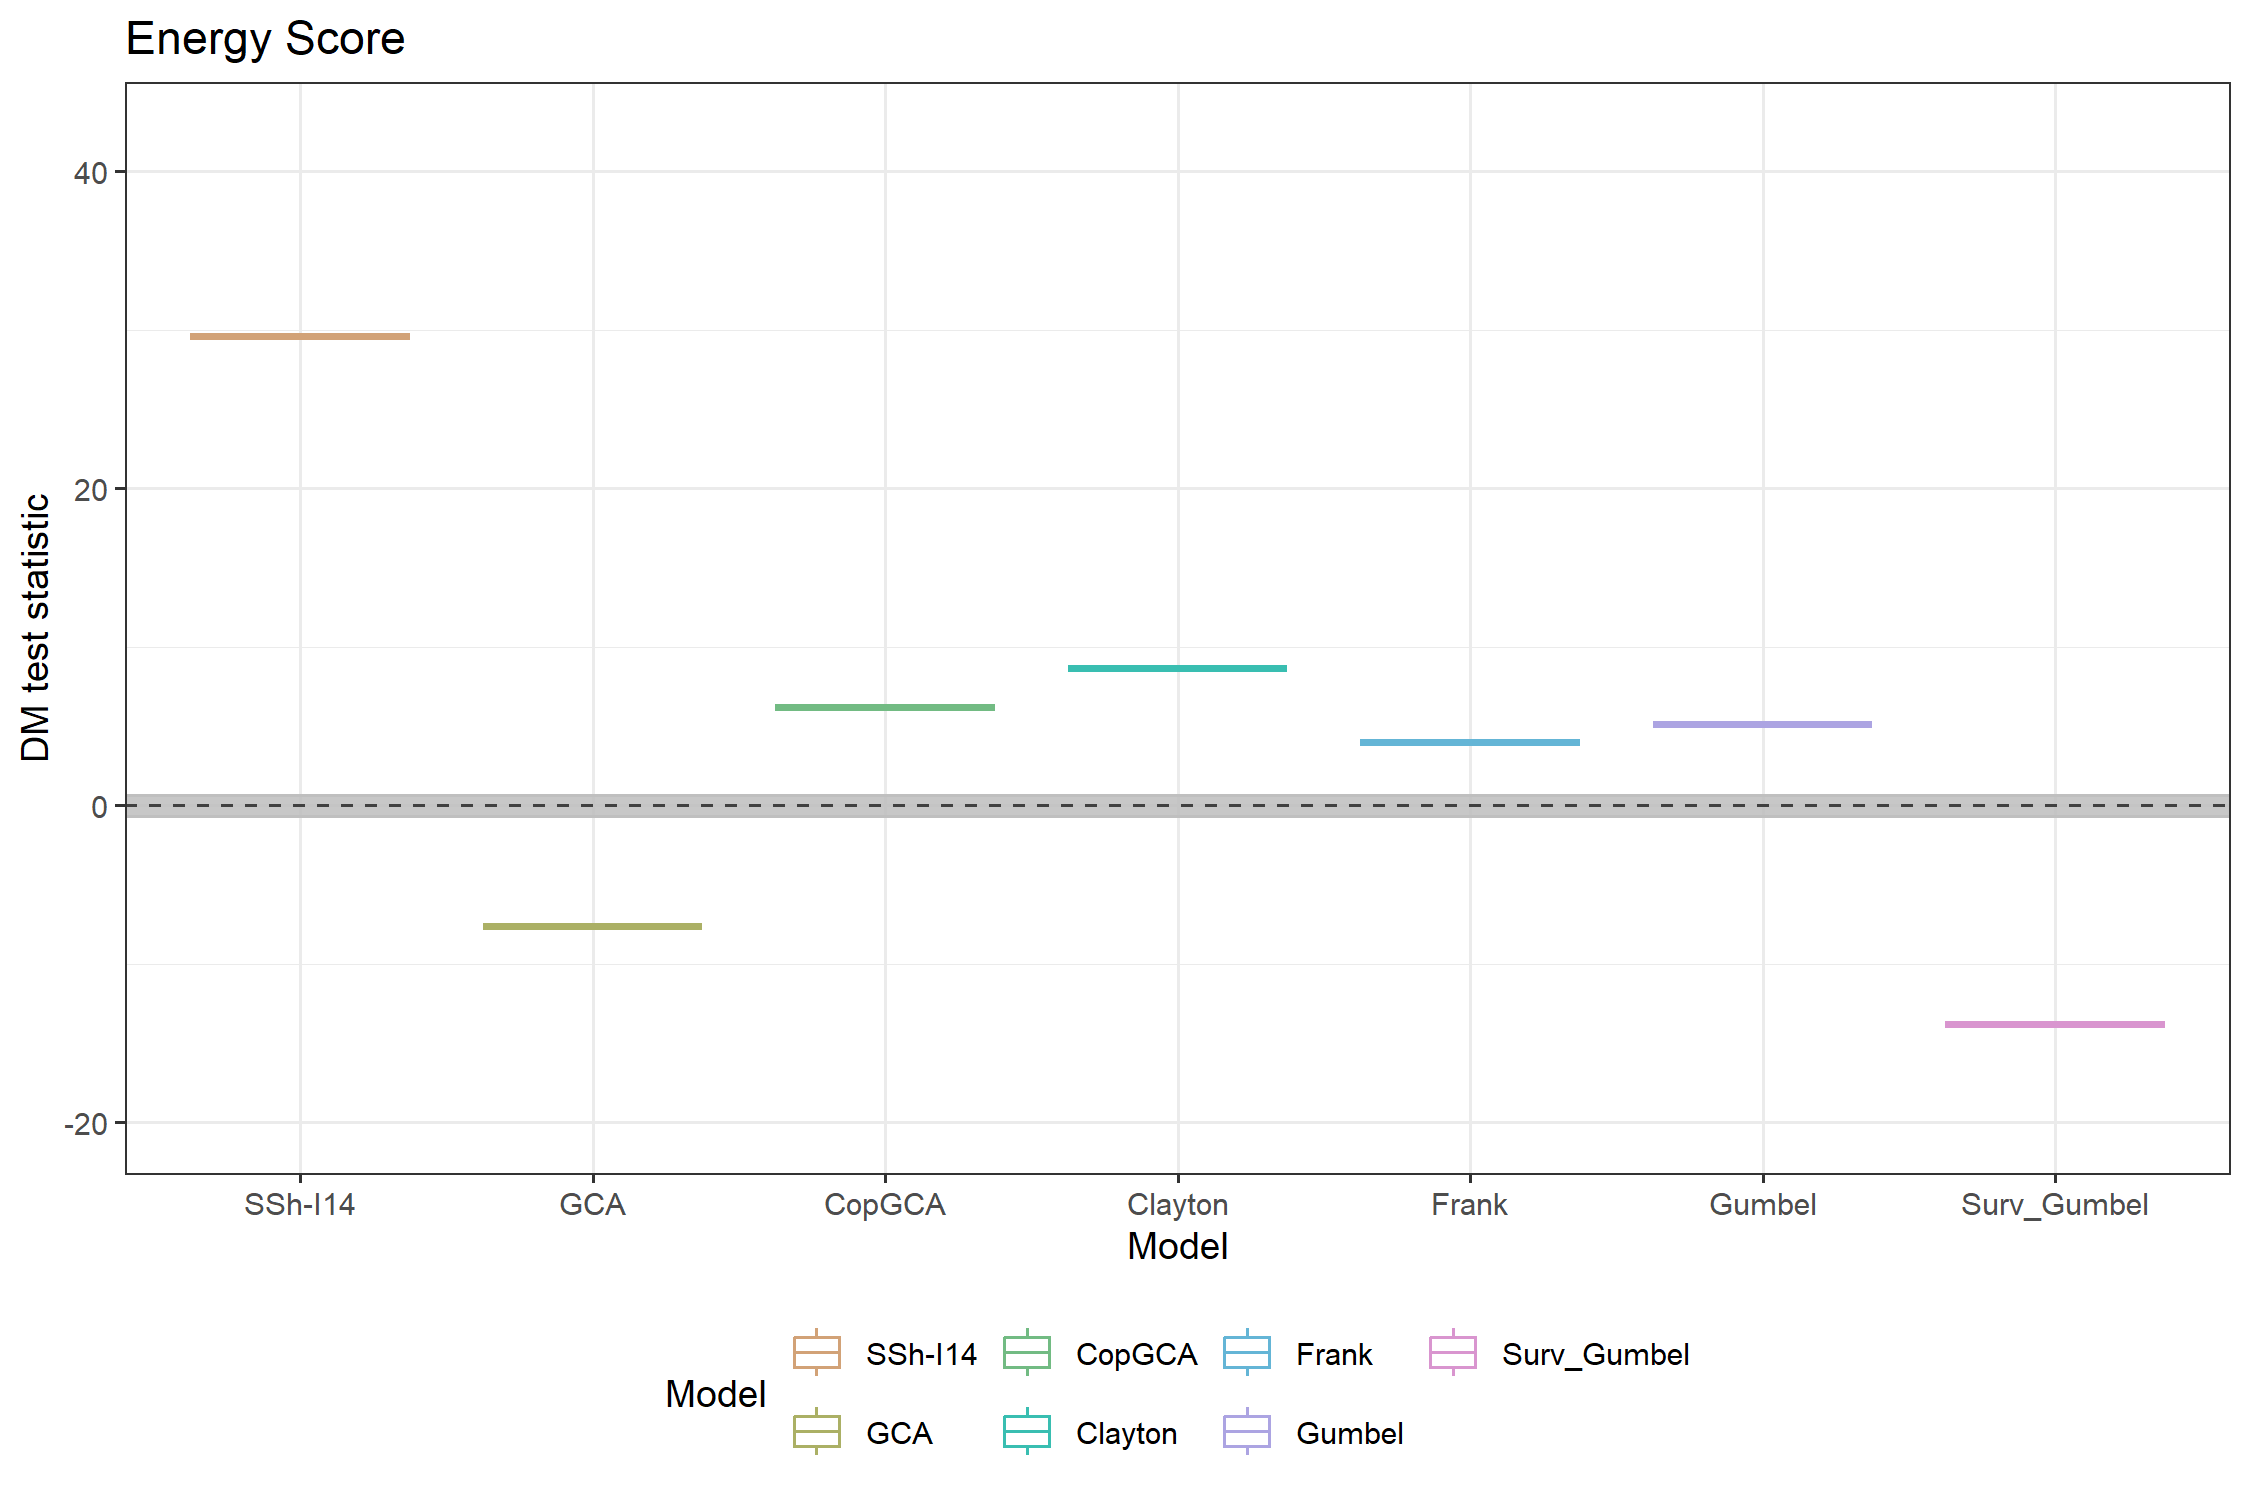 Energy Score
40
20
0
-20
DM test statistic
SSh-I14 GCA CopGCA Clayton Frank Gumbel Surv_Gumbel
Model
Model
SSh-I14 CopGCA Frank Surv_Gumbel
GCA Clayton Gumbel